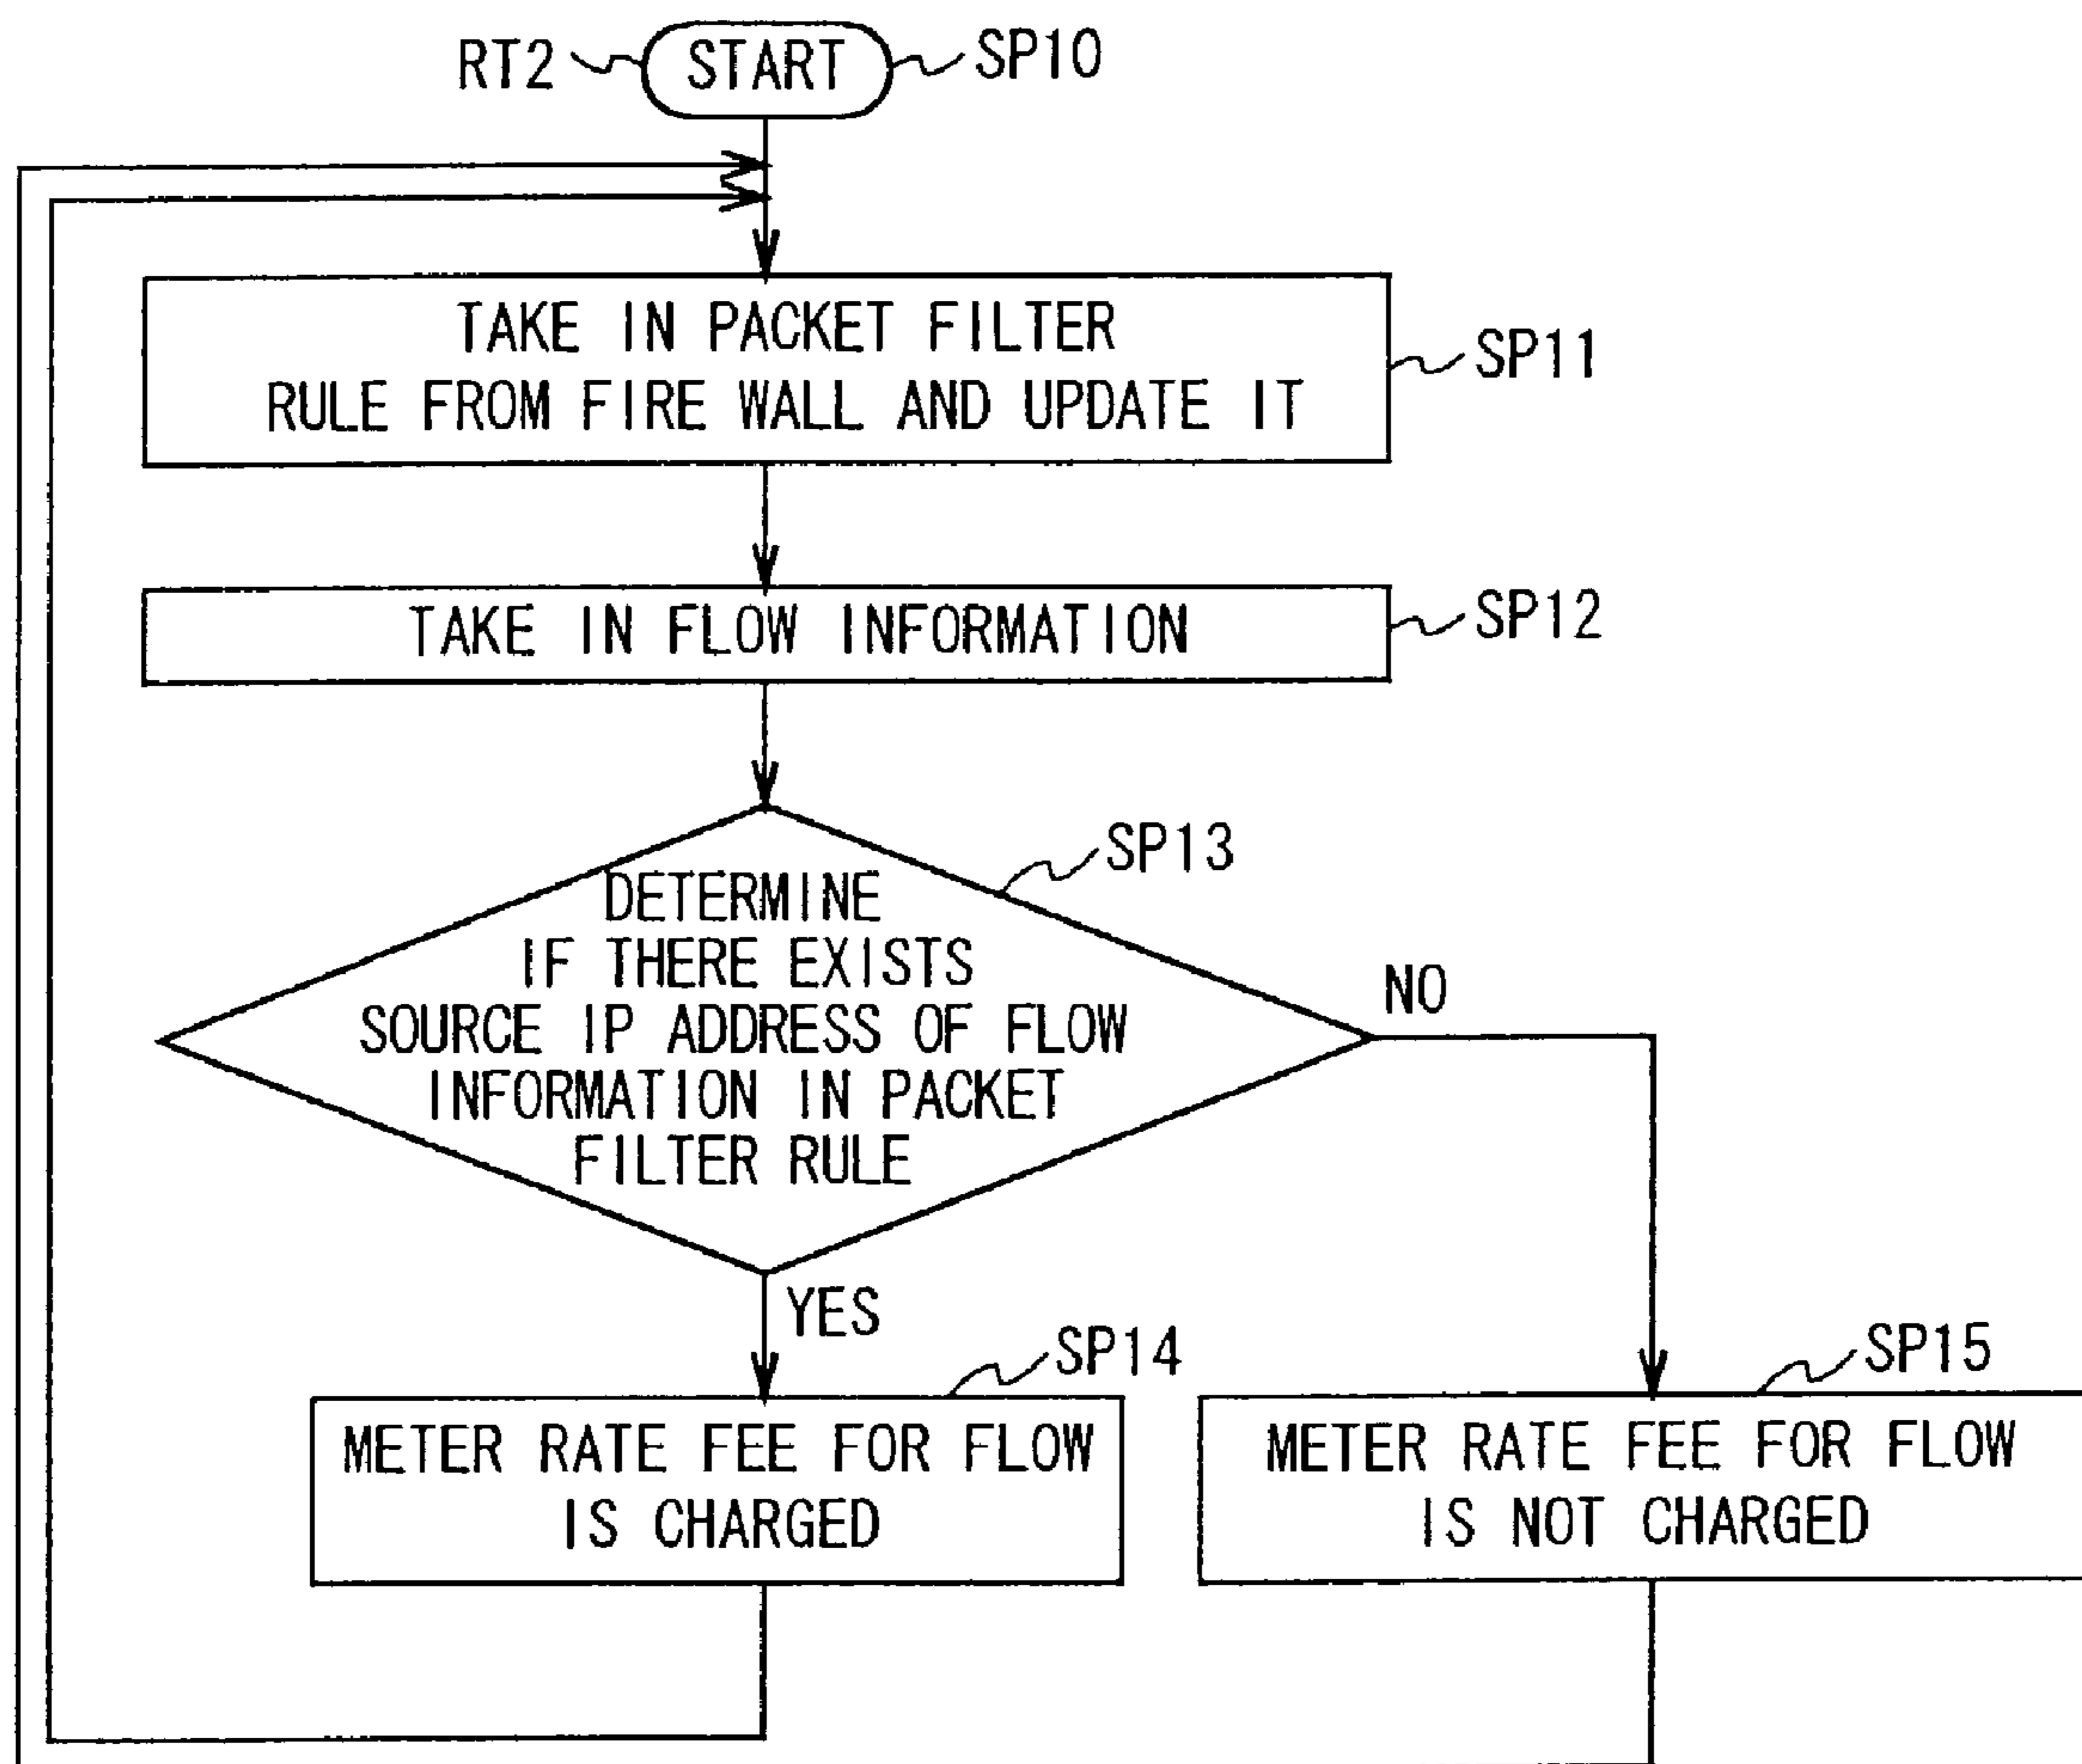 RT2
START
SP10
TAKE IN PACKET FILTER
RULE FROM FIRE WALL AND UPDATE IT
SP11
TAKE IN FLOW INFORMATION
SP12
SP13
DETERMINE
IF THERE EXISTS
SOURCE IP ADDRESS OF FLOW
INFORMATION IN PACKET
FILTER RULE
NO
YES
SP14
METER RATE FEE FOR FLOW
IS CHARGED
SP15
METER RATE FEE FOR FLOW
IS NOT CHARGED